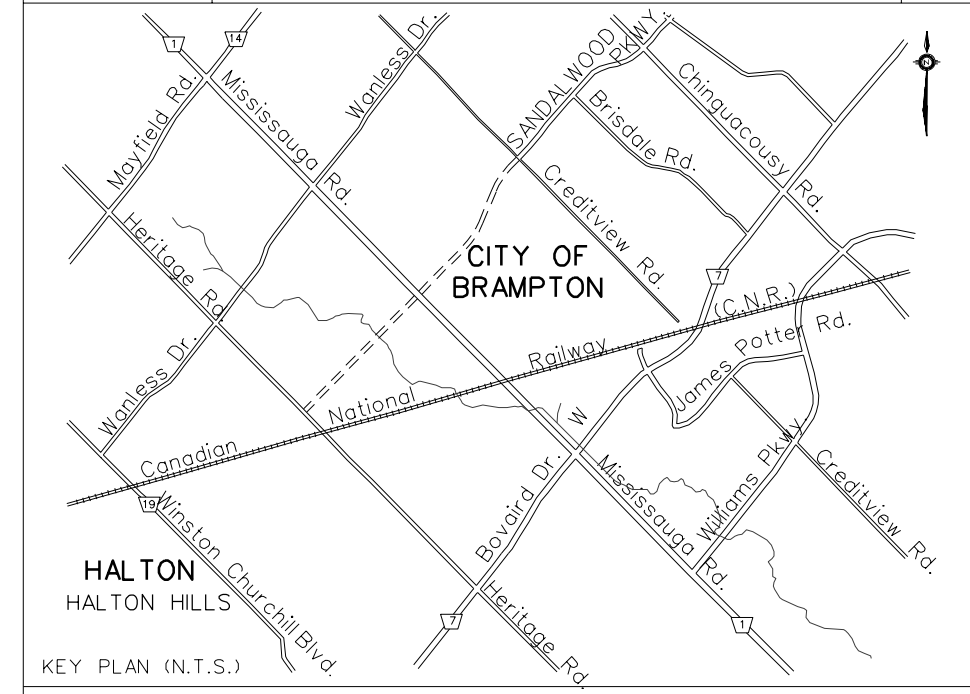 1
14
Mayfield Rd.
Mississauga Rd.
Wanless Dr.
SANDALWOOD PKWY.
Chinguacousy Rd.
N
Brisdale Rd.
Creditview Rd.
Heritage Rd.
CITY OF
BRAMPTON
7
(C.N.R.)
Railway
National
Canadian
Wanless Dr.
James Potter Rd.
W
Bovaird Dr.
Mississauga Rd.
Williams Pkwy.
Creditview Rd.
19
Winston Churchill Blvd.
HALTON
HALTON HILLS
7
Heritage Rd.
1
KEY PLAN (N.T.S.)